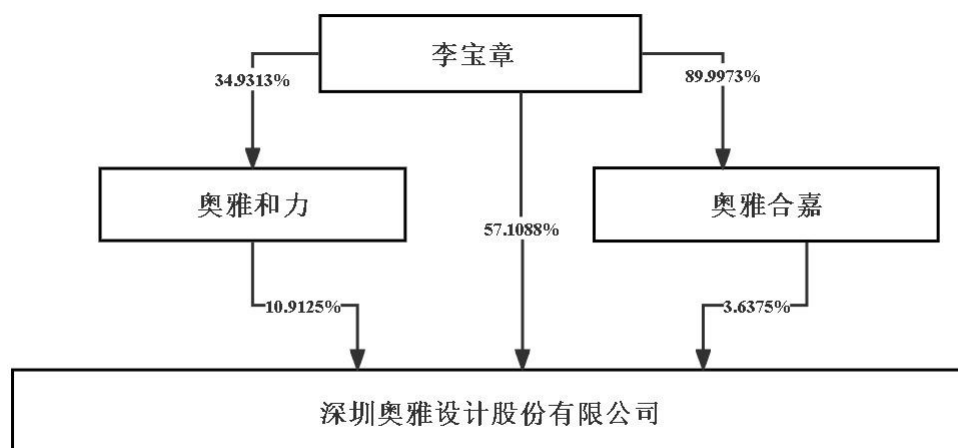 李宝章
34.9313%
89.9973%
奥雅和力
奥雅合嘉
57.1088%
10.9125%
3.6375%
深圳奥雅设计股份有限公司